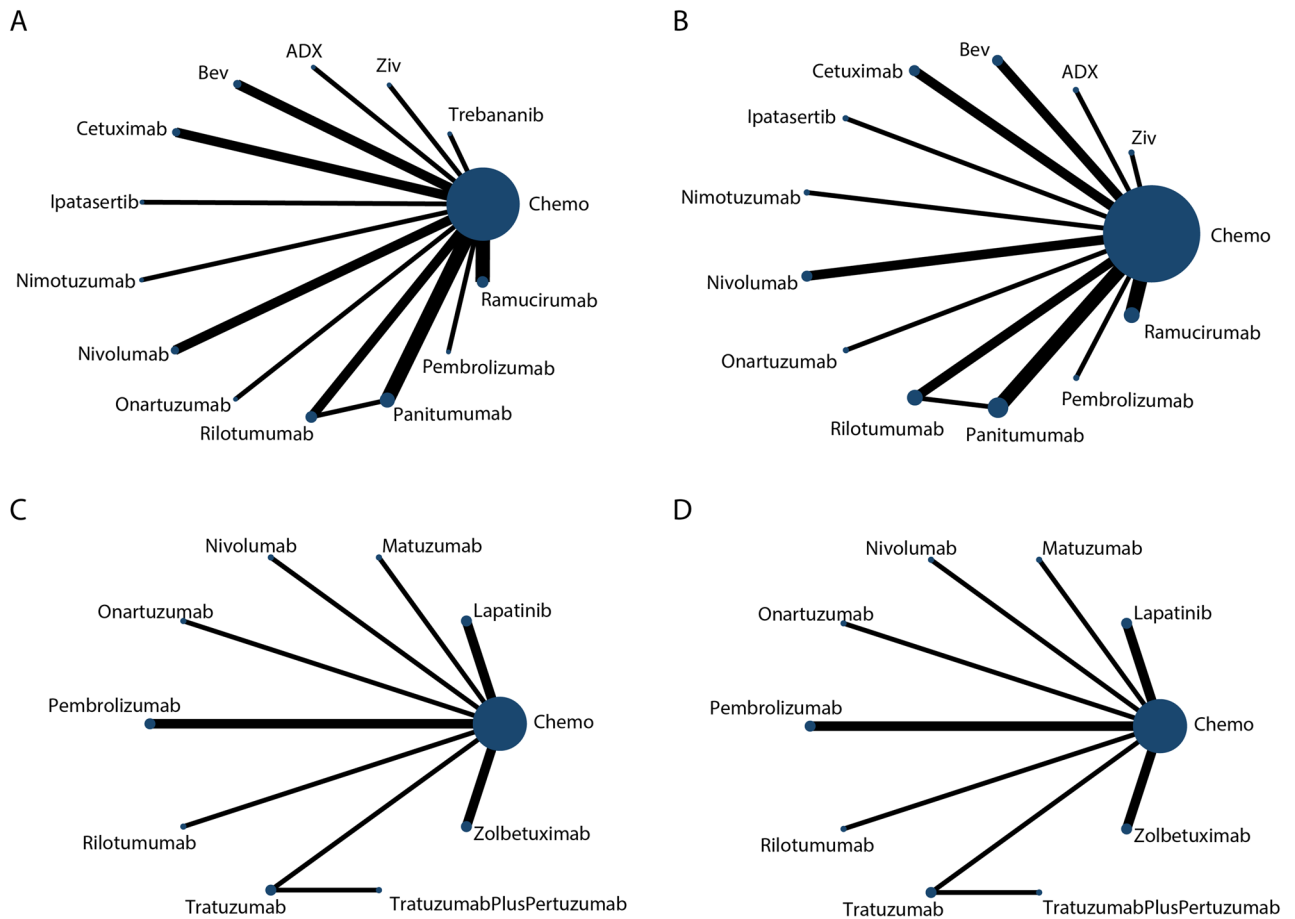 A
ADX
Ziv
Bev
Trebananib
Cetuximab
Ipatasertib
Chemo
Nimotuzumab
Ramucirumab
Nivolumab
Pembrolizumab
Onartuzumab
Panitumumab
Rilotumumab
B
Bev
Cetuximab
ADX
Ipatasertib
Ziv
Nimotuzumab
Chemo
Nivolumab
Ramucirumab
Onartuzumab
Pembrolizumab
Rilotumumab
Panitumumab
C
Nivolumab
Matuzumab
Onartuzumab
Lapatinib
Pembrolizumab
Chemo
Rilotumumab
Zolbetuximab
Tratuzumab
TratuzumabPlusPertuzumab
D
Nivolumab
Matuzumab
Onartuzumab
Lapatinib
Pembrolizumab
Chemo
Rilotumumab
Zolbetuximab
Tratuzumab
TratuzumabPlusPertuzumab